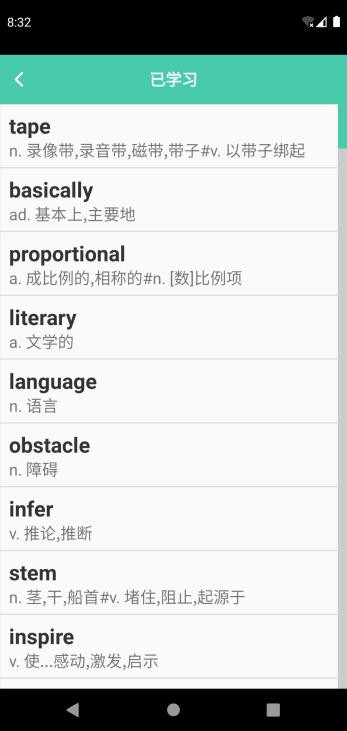 8:32
已学习
tape
n. 录像带,录音带,磁带,带子#v. 以带子绑起
basically
ad. 基本上,主要地
proportional
a. 成比例的,相称的#n. [数]比例项
literary
a. 文学的
language
n. 语言
obstacle
n. 障碍
infer
v. 推论,推断
stem
n. 茎,干,船首#v. 堵住,阻止,起源于
inspire
v. 使...感动,激发,启示